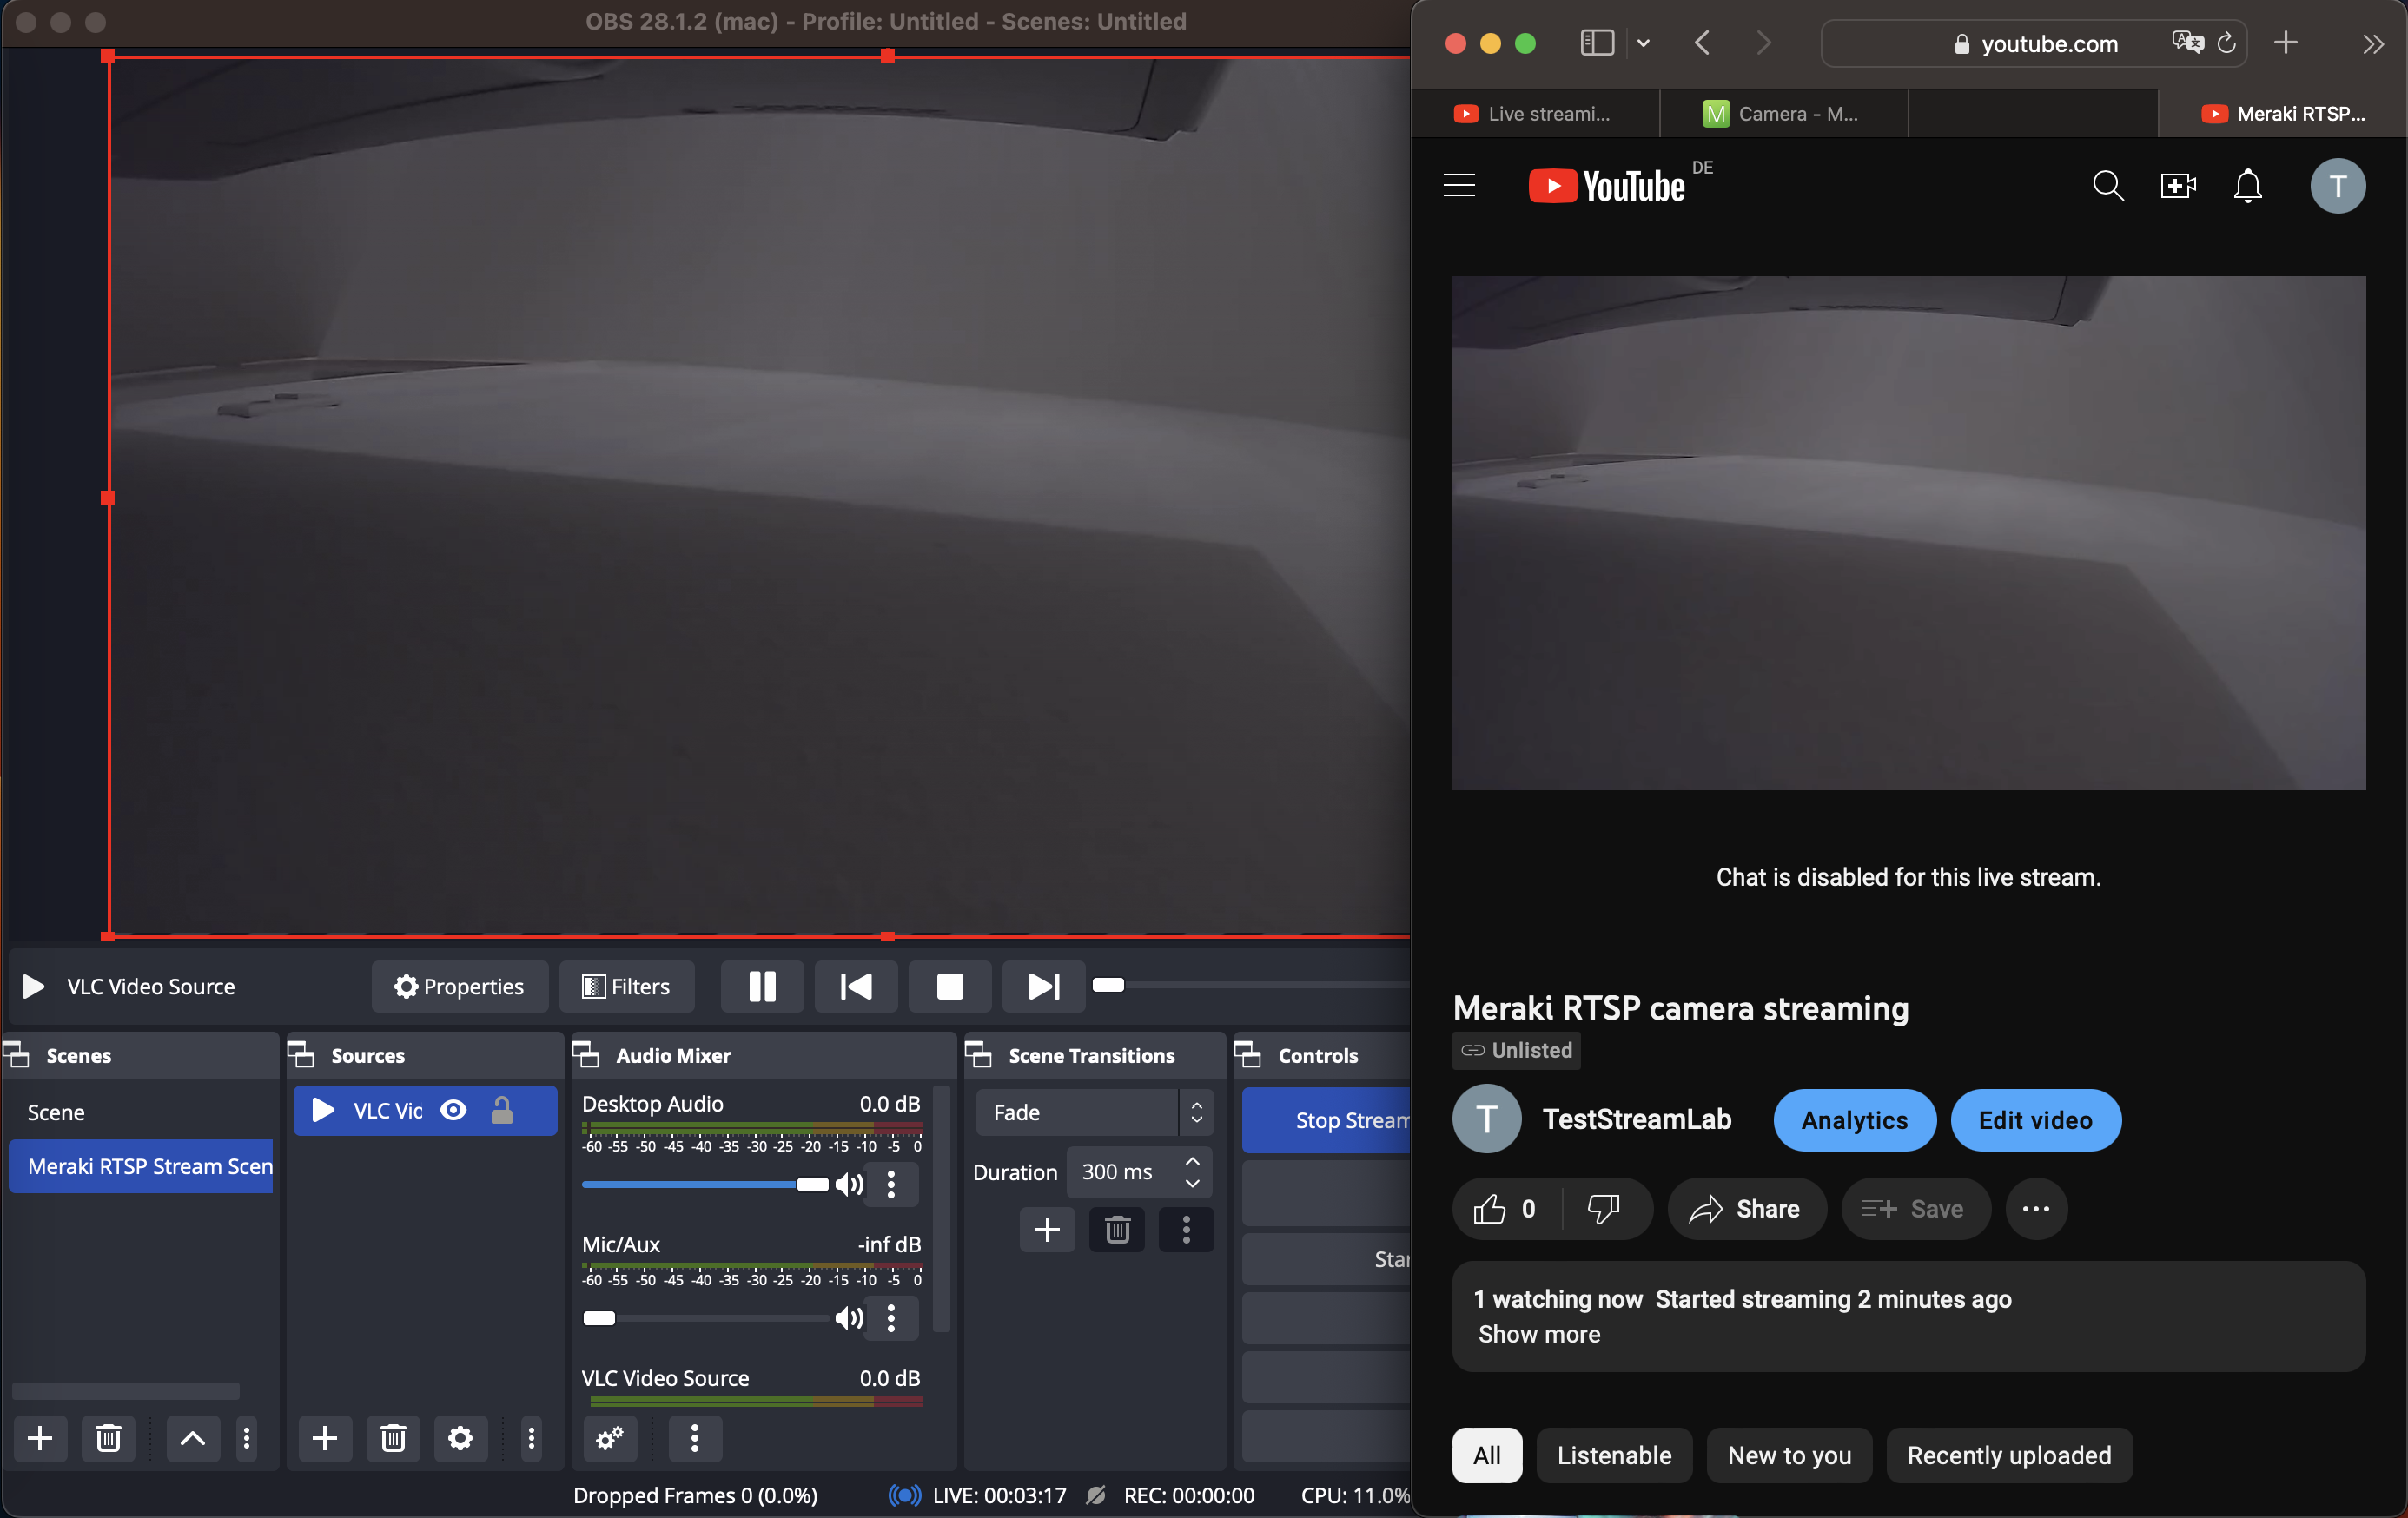 OBS 28.1.2 (mac) - Profile: Untitled - Scenes: Untitled
VLC Video Source
Properties
Filters
Scenes
Scene
Meraki RTSP Stream Scen
Sources
VLC Vic
Audio Mixer
Desktop Audio 0.0 dB
-60 -55 -50 -45 -40 -35 -30 -25 -20 -15 -10 -5 0
Mic/Aux -inf dB
-60 -55 -50 -45 -40 -35 -30 -25 -20 -15 -10 -5 0
VLC Video Source 0.0 dB
Scene Transitions
Fade
Duration 300 ms
Controls
Stop Stream
Star
Dropped Frames 0 (0.0%) LIVE: 00:03:17 REC: 00:00:00 CPU: 11.0%
youtube.com
Live streami...
M Camera - M...
Meraki RTSP...
YouTube DE
T
Chat is disabled for this live stream.
Meraki RTSP camera streaming
Unlisted
T TestStreamLab Analytics Edit video
0 Share Save
1 watching now Started streaming 2 minutes ago
Show more
All Listenable New to you Recently uploaded